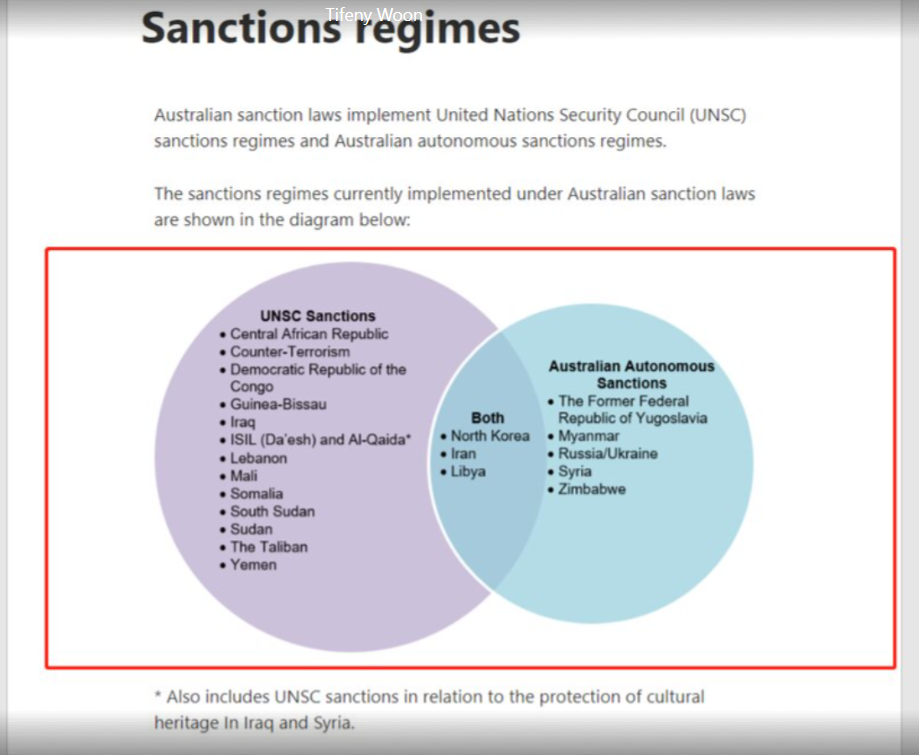 Tifeny Woon
Sanctions regimes
Australian sanction laws implement United Nations Security Council (UNSC)
sanctions regimes and Australian autonomous sanctions regimes.
The sanctions regimes currently implemented under Australian sanction laws
are shown in the diagram below:
UNSC Sanctions
• Central African Republic
• Counter-Terrorism
• Democratic Republic of the
Congo
• Guinea-Bissau
• Iraq
• ISIL (Da'esh) and Al-Qaida*
• Lebanon
• Mali
• Somalia
• South Sudan
• Sudan
• The Taliban
• Yemen
Both
• North Korea
• Iran
• Libya
Australian Autonomous
Sanctions
• The Former Federal
Republic of Yugoslavia
• Myanmar
• Russia/Ukraine
• Syria
• Zimbabwe
* Also includes UNSC sanctions in relation to the protection of cultural
heritage In Iraq and Syria.